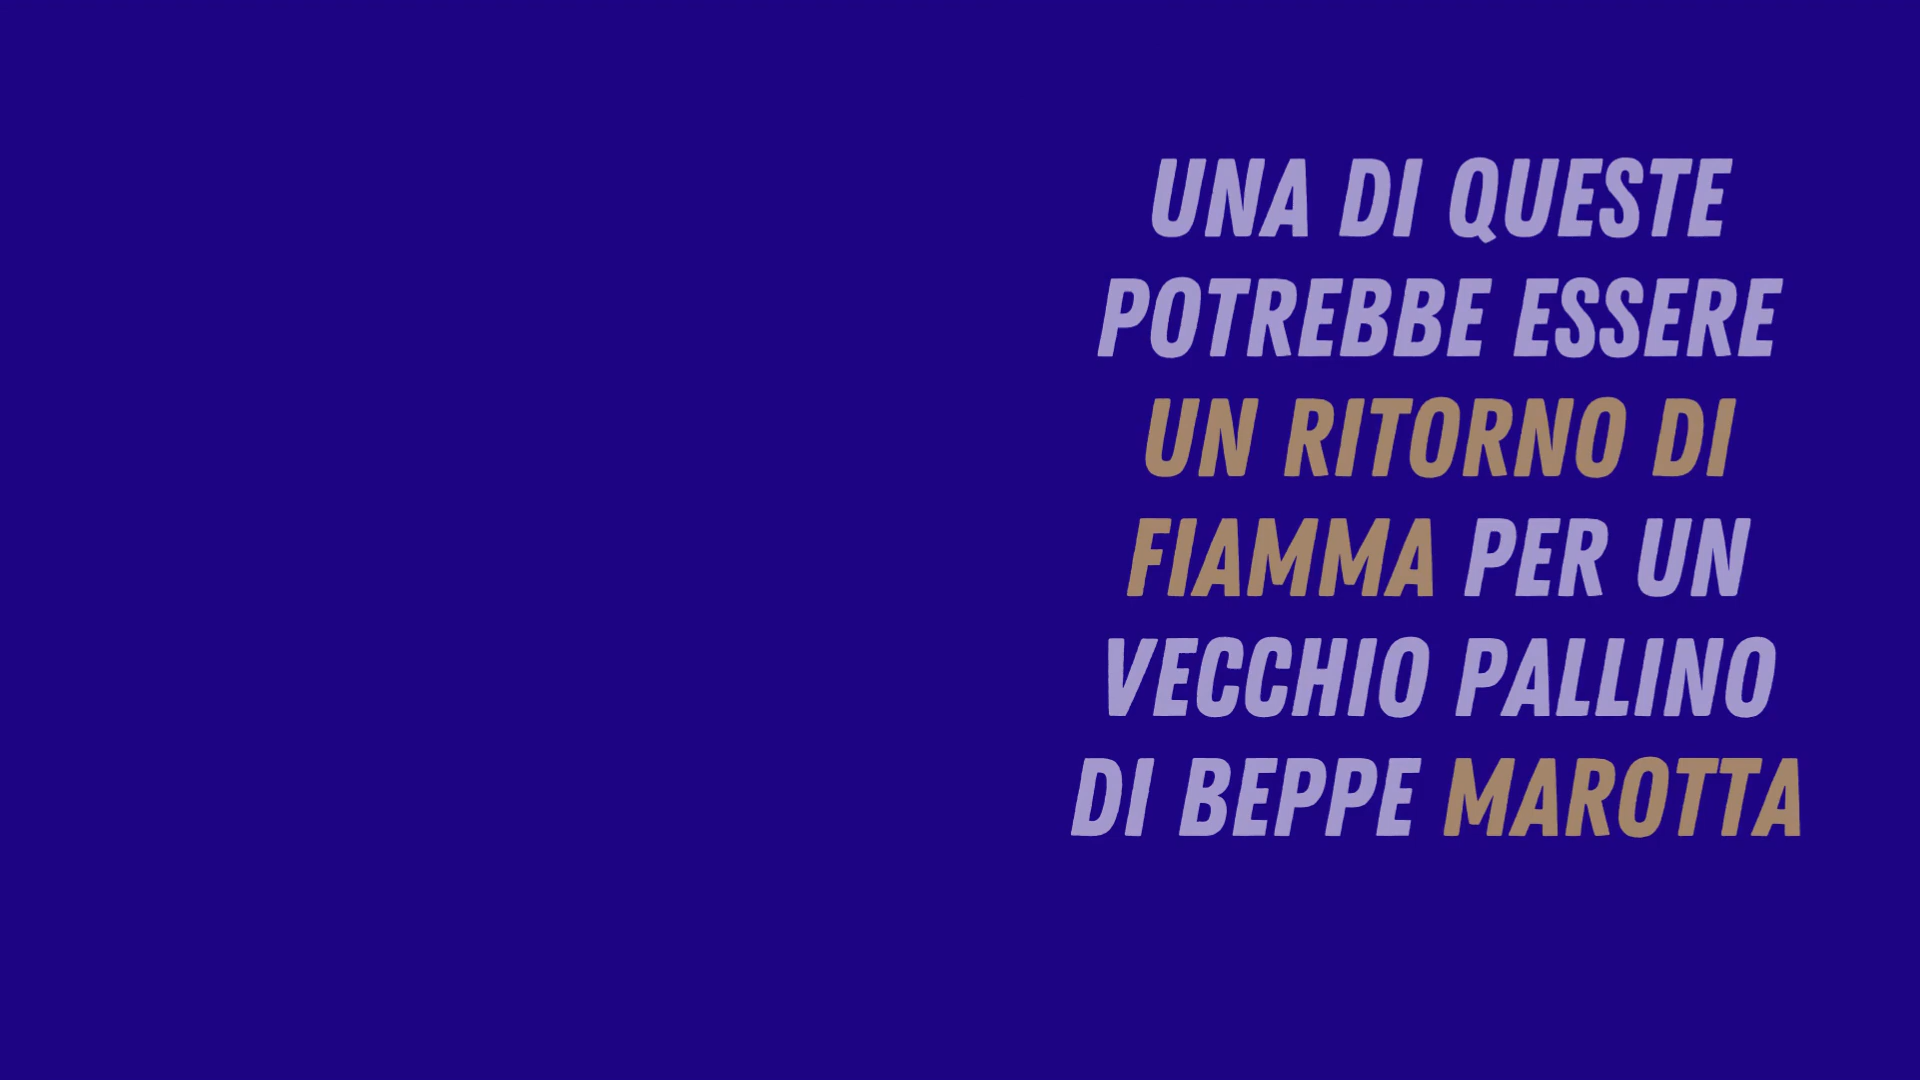 UNA DI QUESTE
POTREBBE ESSERE
UN RITORNO DI
FIAMMA PER UN
VECCHIO PALLINO
DI BEPPE MAROTTA